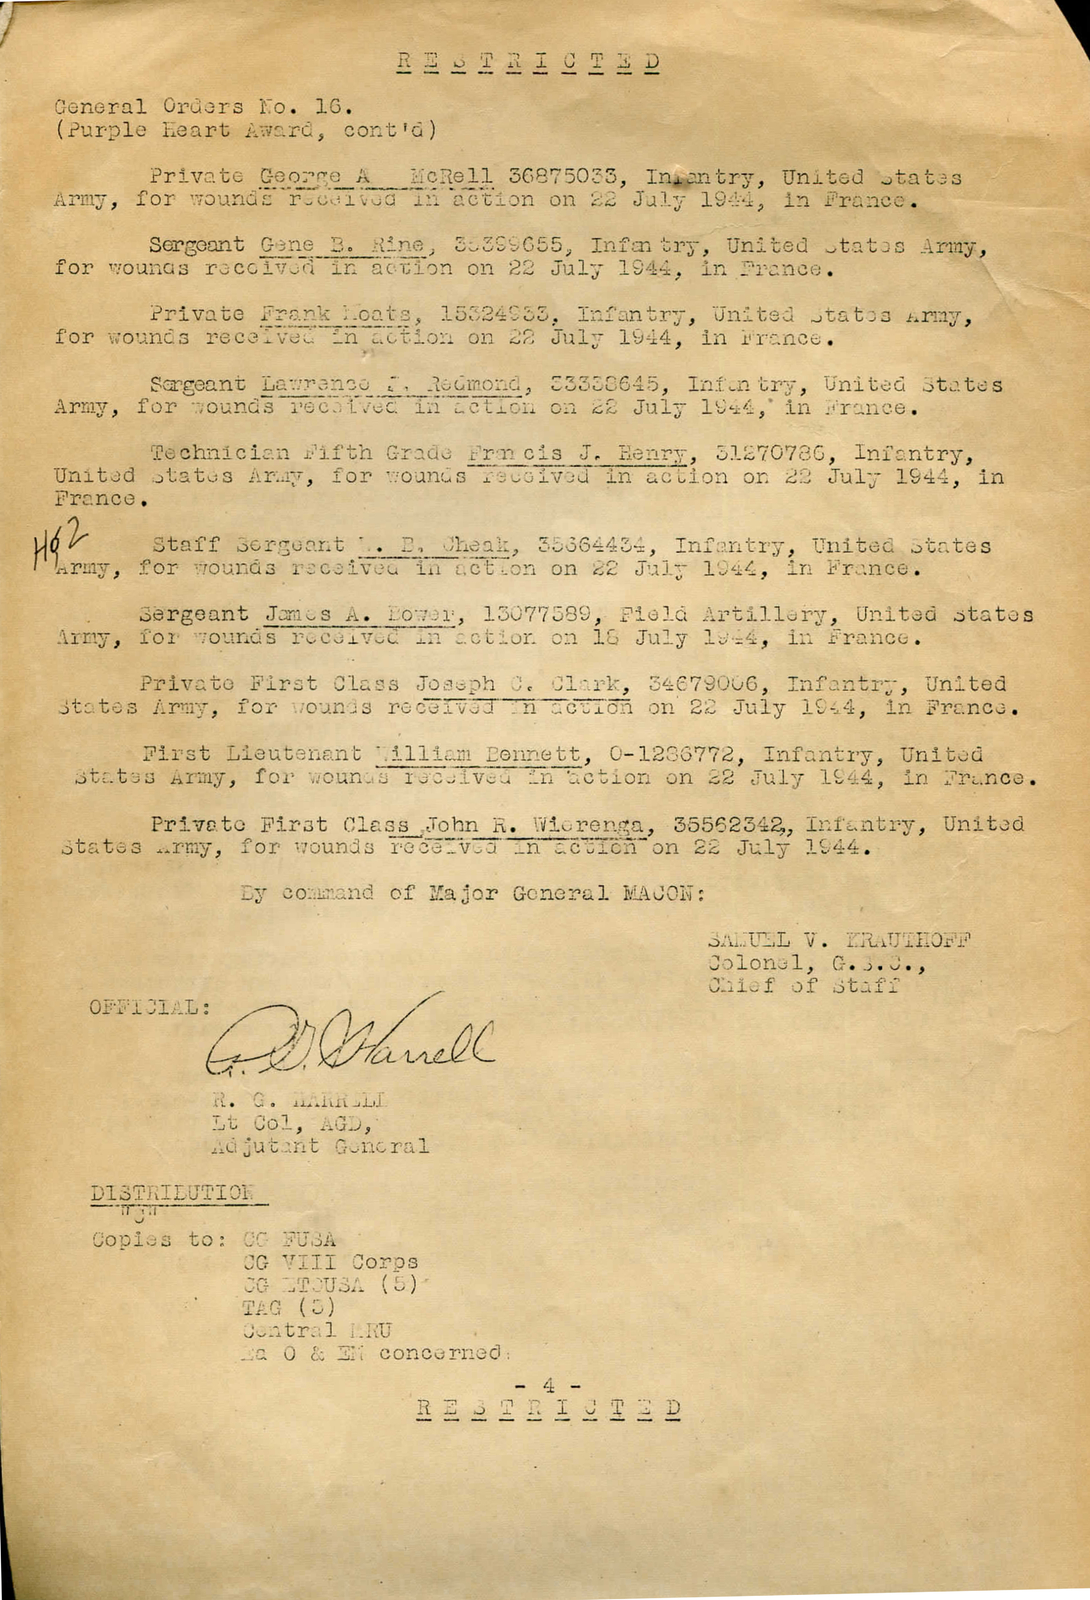 R E S T R I C T E D
General Orders No. 16.
(Purple Heart Award, cont'd)
Private George A McRell 36875033, Infantry, United States
Army, for wounds received in action on 22 July 1944, in France.
Sergeant Gene B. Rine, 35399655, Infantry, United States Army,
for wounds received in action on 22 July 1944, in France.
Private Frank 15324933, Infantry, United States Army,
for wounds received in action on 22 July 1944, in France.
Sergeant Lawrence Redmond, 33338645, Infantry, United States
Army, for wounds received in action on 22 July 1944, in France.
Technician Fifth Grade Francis J. Henry, 31270786, Infantry,
United States Army, for wounds received in action on 22 July 1944, in
France.
Staff Sergeant B. Cheak, 35664434, Infantry, United States
Army, for wounds received in action on 22 July 1944, in France.
Sergeant James A. 13077589, Field Artillery, United States
Army, for wounds received in action on 18 July 1944, in France.
Private First Class Joseph C. Clark, 34679006, Infantry, United
States Army, for wounds received in action on 22 July 1944, in France.
First Lieutenant William Bennett, O-1286772, Infantry, United
States Army, for wounds received in action on 22 July 1944, in France.
Private First Class John R. Wierenga, 35562342,, Infantry, United
States Army, for wounds received in action on 22 July 1944.
By command of Major General MACON:
SAMUEL V. KRAUTHOFF
Colonel, G.S.C.,
Chief of Staff
OFFICIAL:
R. G. HARRELL
Lt Col, AGD,
Adjutant General
DISTRIBUTION
Copies to: CG FUSA
CG VIII Corps
CG ETOUSA (5)
TAG (3)
Central MRU
Ea O & EM concerned.
- 4 -
R E S T R I C T E D